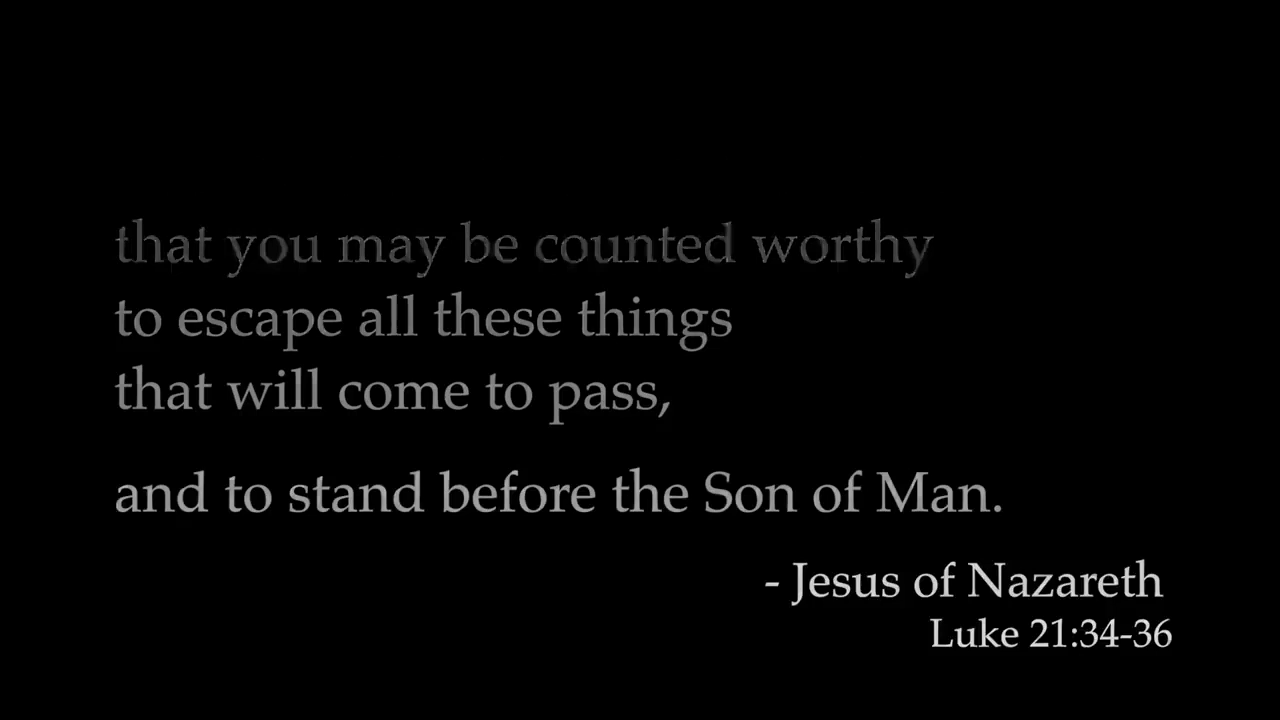 that you may be counted worthy
to escape all these things
that will come to pass,
and to stand before the Son of Man.
- Jesus of Nazareth
Luke 21:34-36